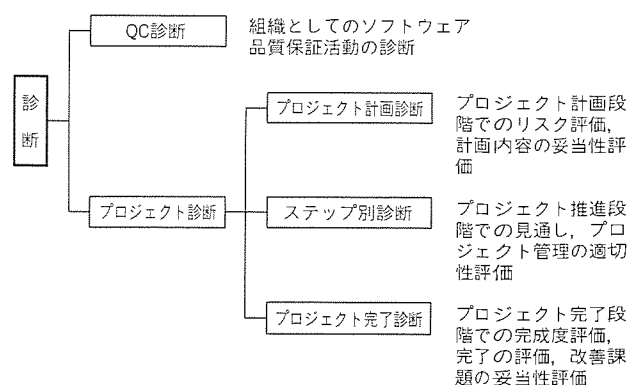 診断
QC診断
組織としてのソフトウェア
品質保証活動の診断
プロジェクト診断
プロジェクト計画診断
プロジェクト計画段
階でのリスク評価,
計画内容の妥当性評
価
ステップ別診断
プロジェクト推進段
階での見通し,プロ
ジェクト管理の適切
性評価
プロジェクト完了診断
プロジェクト完了段
階での完成度評価,
完了の評価,改善課
題の妥当性評価